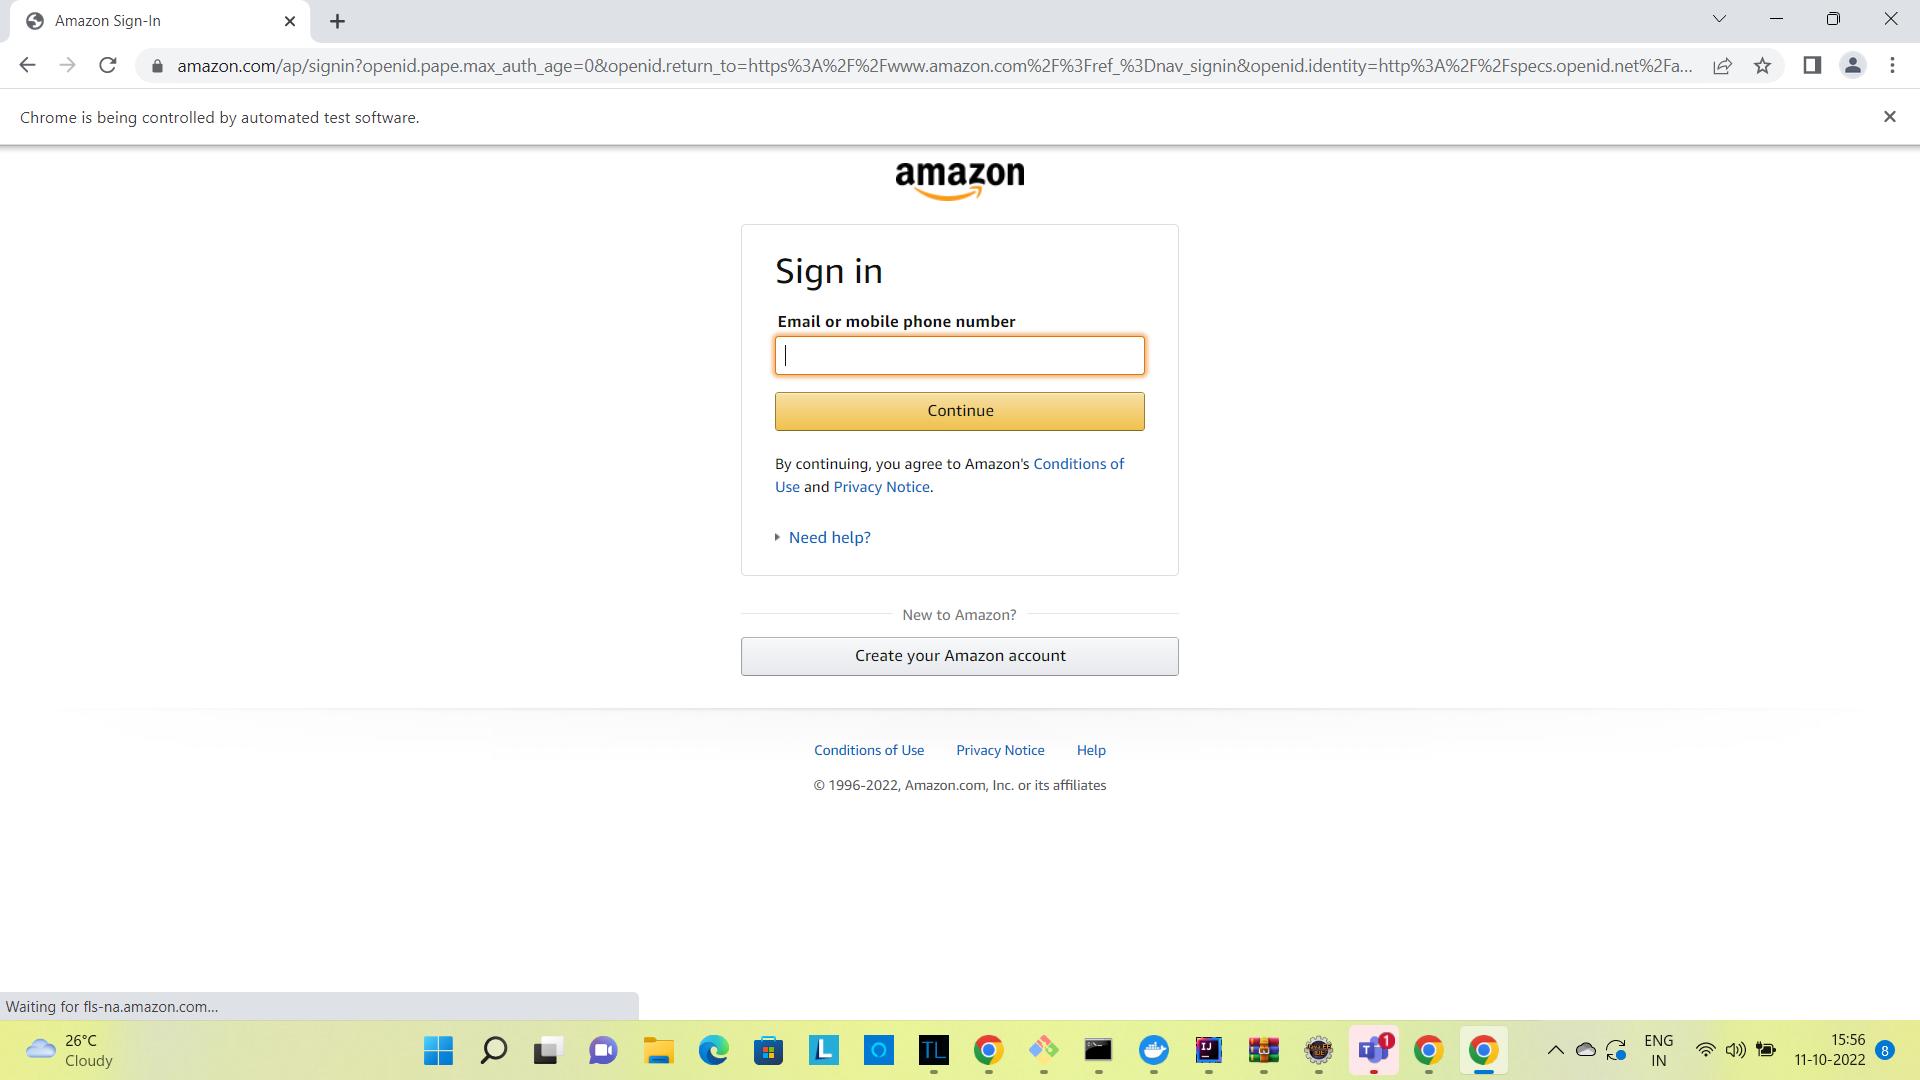 Amazon Sign-In
amazon.com/ap/signin?openid.pape.max_auth_age=0&openid.return_to=https%3A%2F%2Fwww.amazon.com%2F%3Fref_%3Dnav_signin&openid.identity=http%3A%2F%2Fspecs.openid.net%2Fa...
Chrome is being controlled by automated test software.
amazon
Sign in
Email or mobile phone number
Continue
By continuing, you agree to Amazon's Conditions of
Use and Privacy Notice.
Need help?
New to Amazon?
Create your Amazon account
Conditions of Use Privacy Notice Help
© 1996-2022, Amazon.com, Inc. or its affiliates
Waiting for fls-na.amazon.com...
26°C
Cloudy
L
TL
IJ
T 1
ENG
IN
15:56
11-10-2022
8